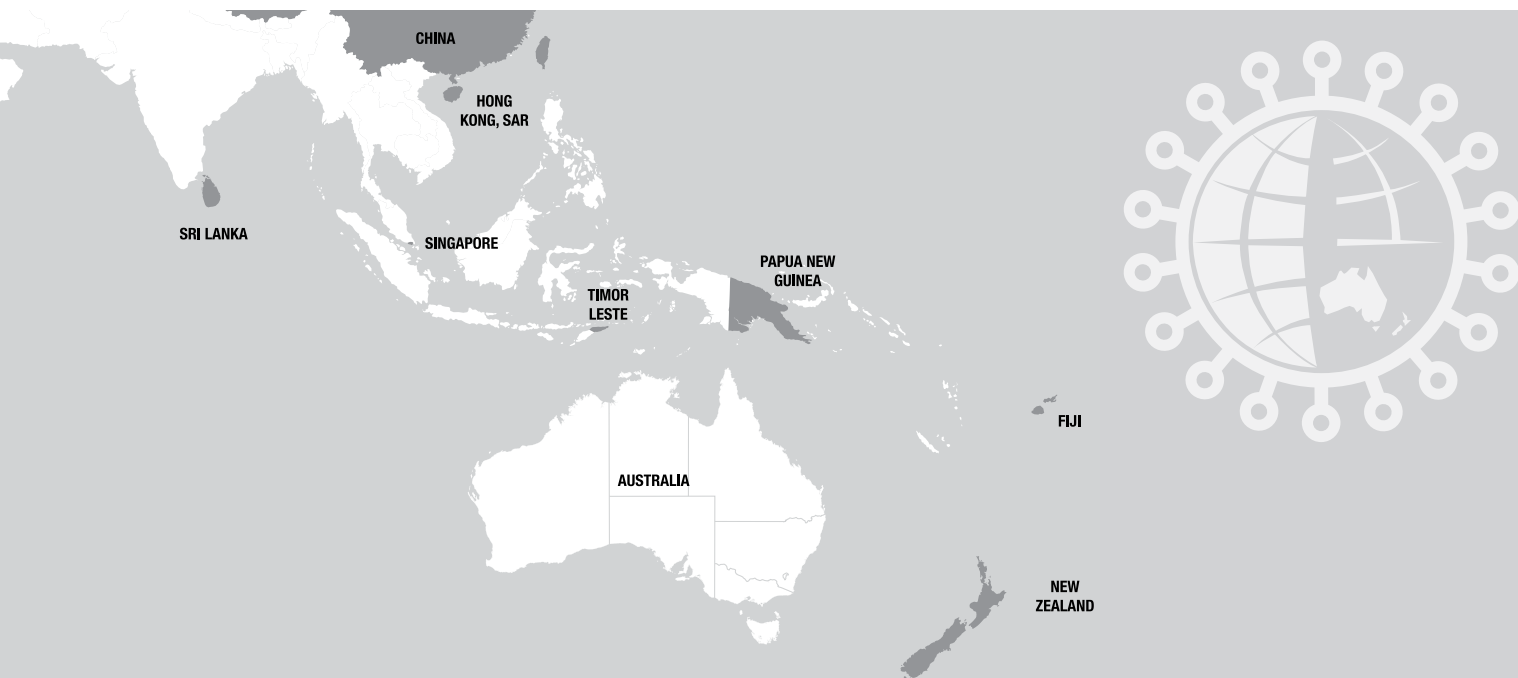 CHINA
HONG
KONG, SAR
SRI LANKA
SINGAPORE
PAPUA NEW
GUINEA
TIMOR
LESTE
FIJI
AUSTRALIA
NEW
ZEALAND